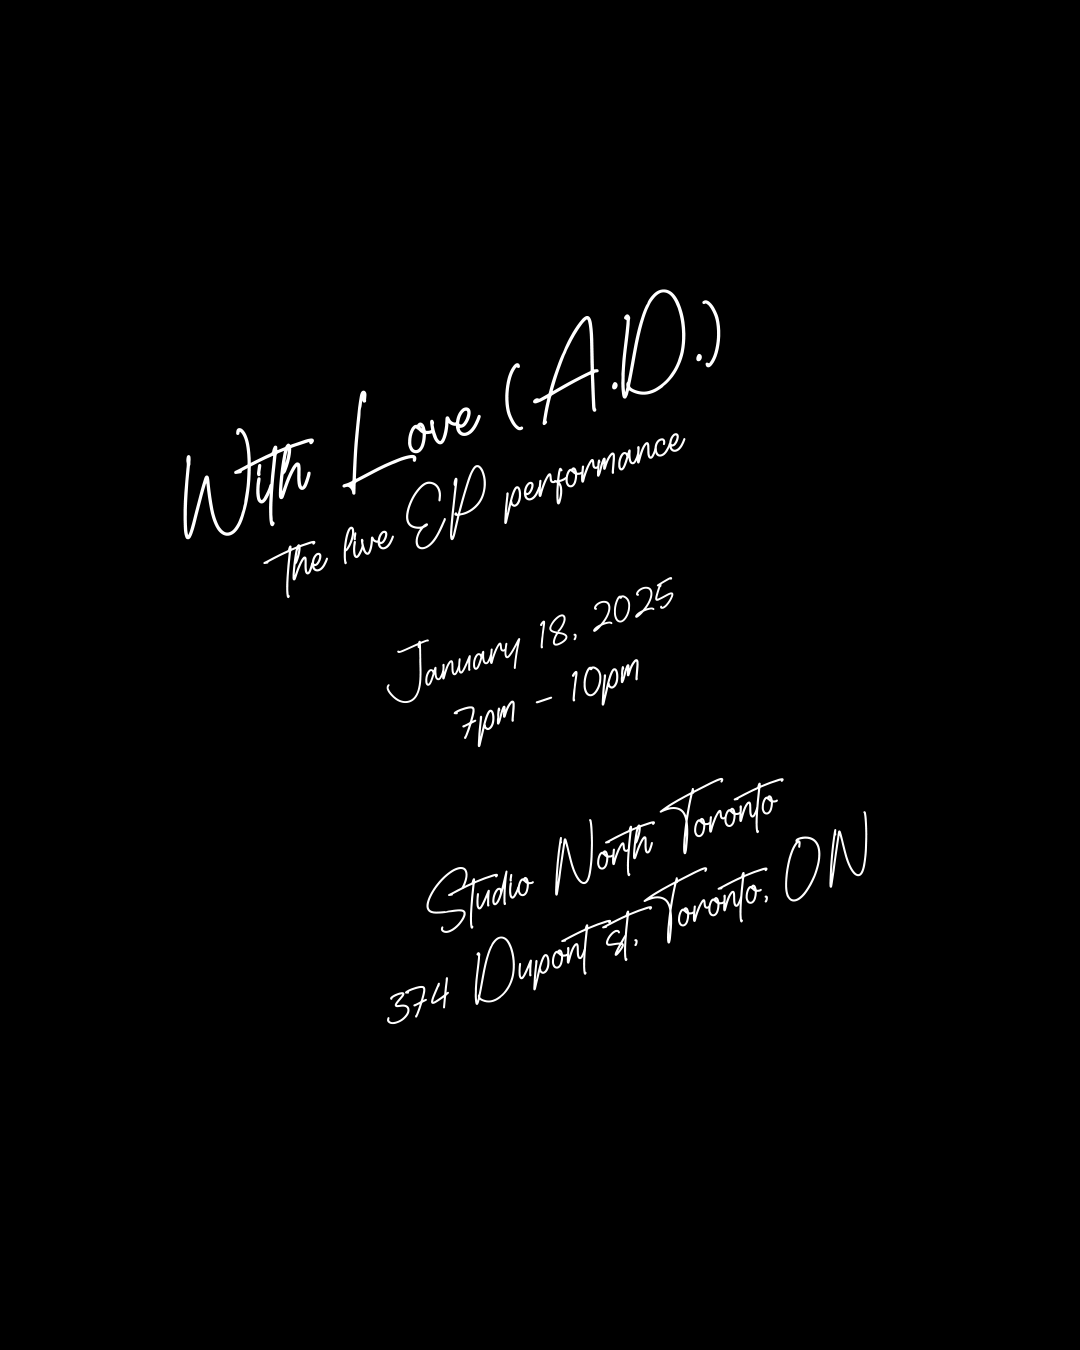 With Love (A.D.)
The live EP performance
January 18, 2025
7pm - 10pm
Studio North Toronto
374 Dupont st, Toronto, ON